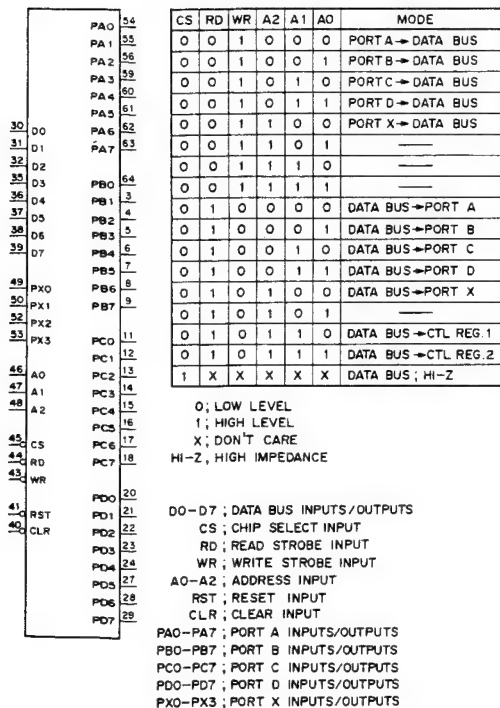 PA0 54
PA1 55
PA2 56
PA3 59
PA4 60
PA5 61
30 D0 PA6 62
31 D1 PA7 63
32 D2
35 D3 PB0 64
36 D4 PB1 3
37 D5 PB2 4
38 D6 PB3 5
39 D7 PB4 6
PB5 7
49 PX0 PB6 8
50 PX1 PB7 9
52 PX2
53 PX3 PC0 11
PC1 12
46 A0 PC2 13
47 A1 PC3 14
48 A2 PC4 15
PC5 16
45 CS PC6 17
44 RD PC7 18
43 WR
PD0 20
41 RST PD1 21
40 CLR PD2 22
PD3 23
PD4 24
PD5 27
PD6 28
PD7 29
CS RD WR A2 A1 A0 MODE
0 0 1 0 0 0 PORT A→DATA BUS
0 0 1 0 0 1 PORT B→DATA BUS
0 0 1 0 1 0 PORT C→DATA BUS
0 0 1 0 1 1 PORT D→DATA BUS
0 0 1 1 0 0 PORT X→DATA BUS
0 0 1 1 0 1 —
0 0 1 1 1 0 —
0 0 1 1 1 1 —
0 1 0 0 0 0 DATA BUS→PORT A
0 1 0 0 0 1 DATA BUS→PORT B
0 1 0 0 1 0 DATA BUS→PORT C
0 1 0 0 1 1 DATA BUS→PORT D
0 1 0 1 0 0 DATA BUS→PORT X
0 1 0 1 0 1 —
0 1 0 1 1 0 DATA BUS→CTL REG.1
0 1 0 1 1 1 DATA BUS→CTL REG.2
1 X X X X X DATA BUS ; HI-Z
0 ; LOW LEVEL
1 ; HIGH LEVEL
X ; DON'T CARE
HI-Z ; HIGH IMPEDANCE
D0-D7 ; DATA BUS INPUTS/OUTPUTS
CS ; CHIP SELECT INPUT
RD ; READ STROBE INPUT
WR ; WRITE STROBE INPUT
A0-A2 ; ADDRESS INPUT
RST ; RESET INPUT
CLR ; CLEAR INPUT
PA0-PA7 ; PORT A INPUTS/OUTPUTS
PB0-PB7 ; PORT B INPUTS/OUTPUTS
PC0-PC7 ; PORT C INPUTS/OUTPUTS
PD0-PD7 ; PORT D INPUTS/OUTPUTS
PX0-PX3 ; PORT X INPUTS/OUTPUTS